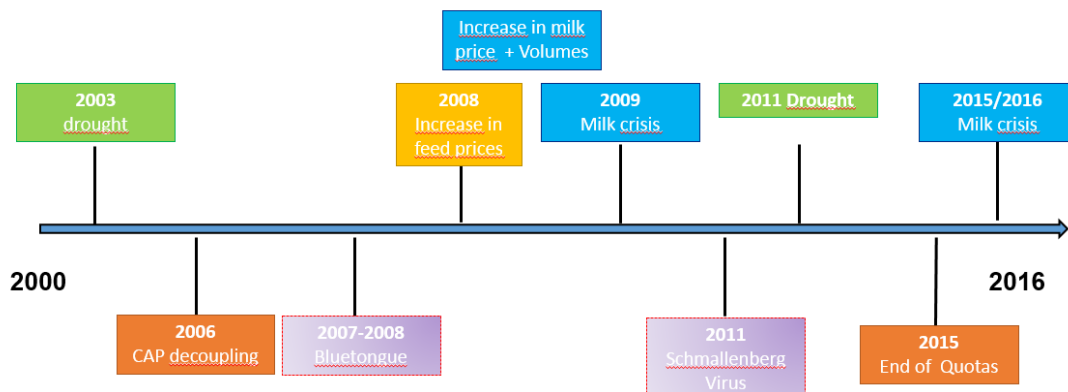 Increase in milk
price + Volumes
2003
drought
2008
Increase in
feed prices
2009
Milk crisis
2011 Drought
2015/2016
Milk crisis
2000
2016
2006
CAP decoupling
2007-2008
Bluetongue
2011
Schmallenberg
Virus
2015
End of Quotas